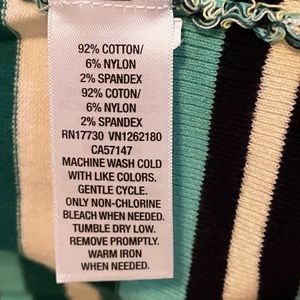 92% COTTON/
6% NYLON
2% SPANDEX
92% COTON/
6% NYLON
2% SPANDEX
RN17730 VN1262180
CA57147
MACHINE WASH COLD
WITH LIKE COLORS.
GENTLE CYCLE.
ONLY NON-CHLORINE
BLEACH WHEN NEEDED.
TUMBLE DRY LOW.
REMOVE PROMPTLY.
WARM IRON
WHEN NEEDED.